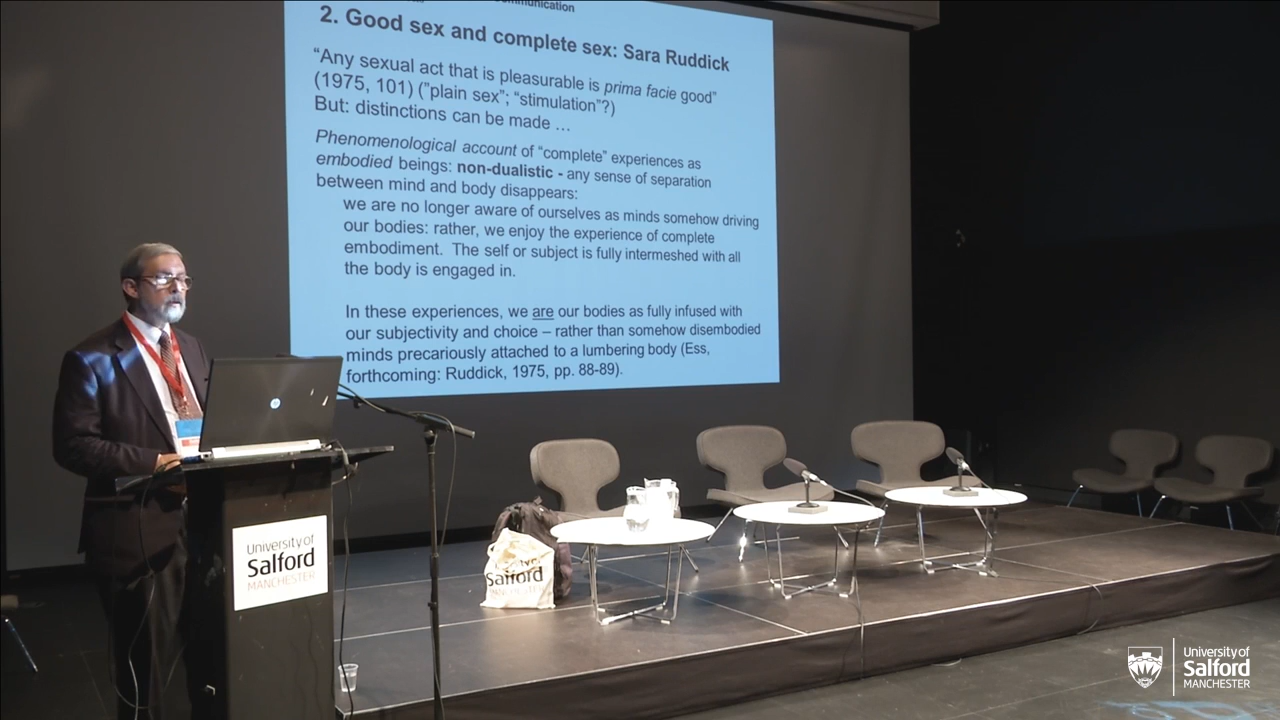 2. Good sex and complete sex: Sara Ruddick
“Any sexual act that is pleasurable is prima facie good”
(1975, 101) (”plain sex”; “stimulation”?)
But: distinctions can be made …
Phenomenological account of “complete” experiences as
embodied beings: non-dualistic - any sense of separation
between mind and body disappears:
we are no longer aware of ourselves as minds somehow driving
our bodies: rather, we enjoy the experience of complete
embodiment. The self or subject is fully intermeshed with all
the body is engaged in.
In these experiences, we are our bodies as fully infused with
our subjectivity and choice – rather than somehow disembodied
minds precariously attached to a lumbering body (Ess,
forthcoming: Ruddick, 1975, pp. 88-89).
hp
University of
Salford
MANCHESTER
Salford
University of
Salford
MANCHESTER